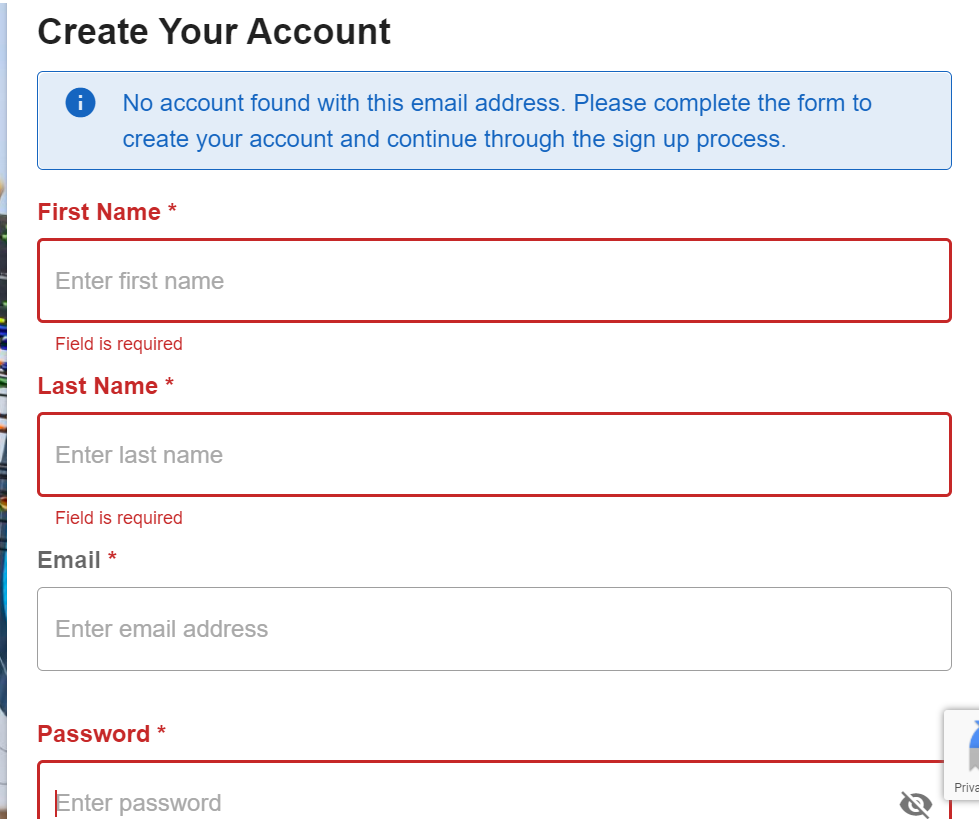 Create Your Account
No account found with this email address. Please complete the form to
create your account and continue through the sign up process.
First Name *
Enter first name
Field is required
Last Name *
Enter last name
Field is required
Email *
Enter email address
Password *
Enter password